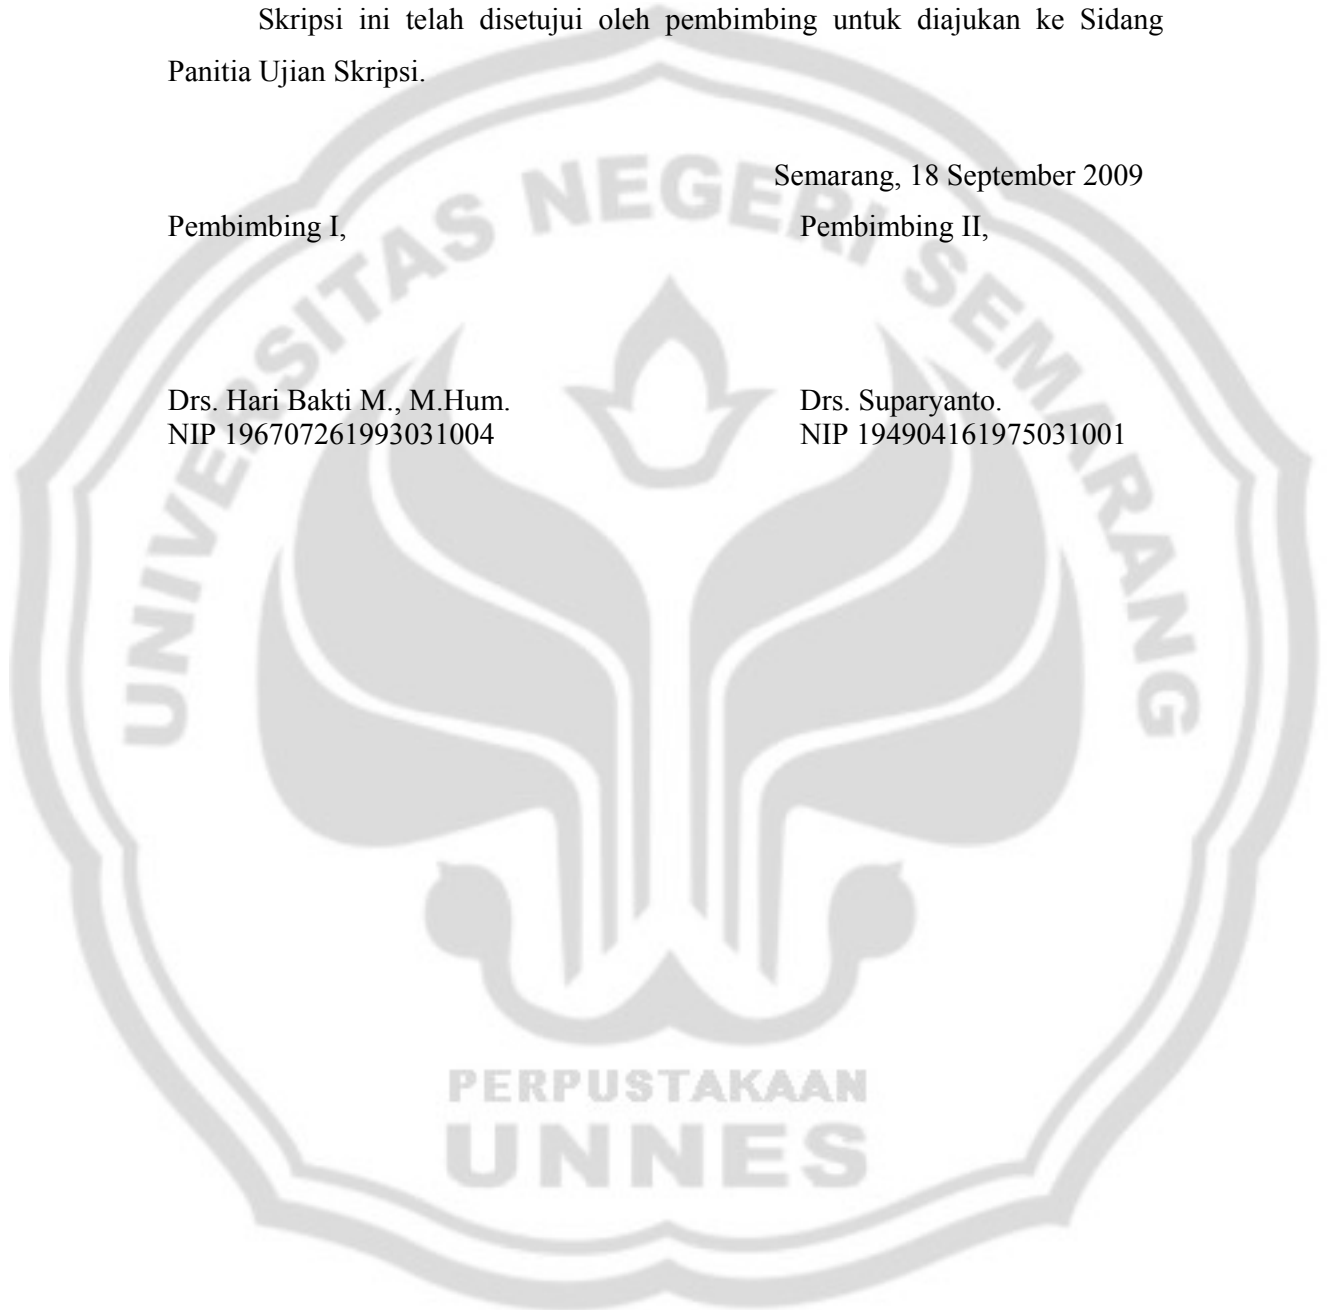 Skripsi ini telah disetujui oleh pembimbing untuk diajukan ke Sidang
Panitia Ujian Skripsi.
Semarang, 18 September 2009
Pembimbing I, Pembimbing II,
Drs. Hari Bakti M., M.Hum. Drs. Suparyanto.
NIP 196707261993031004 NIP 194904161975031001
UNIVERSITAS NEGERI SEMARANG
PERPUSTAKAAN
UNNES